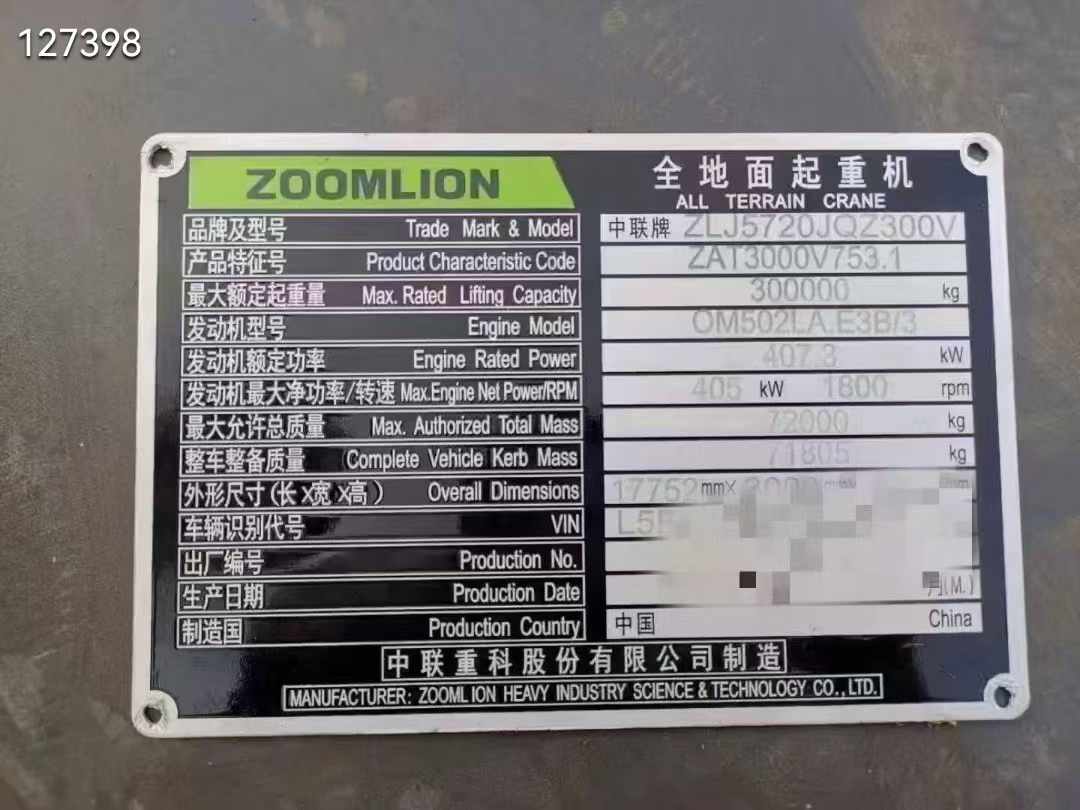 127398
ZOOMLION
全地面起重机
ALL TERRAIN CRANE
品牌及型号 Trade Mark & Model 中联牌 ZLJ5720JQZ300V
产品特征号 Product Characteristic Code ZAT3000V753.1
最大额定起重量 Max. Rated Lifting Capacity 300000 kg
发动机型号 Engine Model OM502LA.E3B/3
发动机额定功率 Engine Rated Power 407.3 kW
发动机最大净功率/转速 Max.Engine Net Power/RPM 405 kW 1800 rpm
最大允许总质量 Max. Authorized Total Mass 72000 kg
整车整备质量 Complete Vehicle Kerb Mass 71805 kg
外形尺寸(长x宽x高) Overall Dimensions 17752mmX
车辆识别代号 VIN
出厂编号 Production No.
生产日期 Production Date 月(M.)
制造国 Production Country 中国 China
中联重科股份有限公司制造
MANUFACTURER: ZOOMLION HEAVY INDUSTRY SCIENCE & TECHNOLOGY CO., LTD.